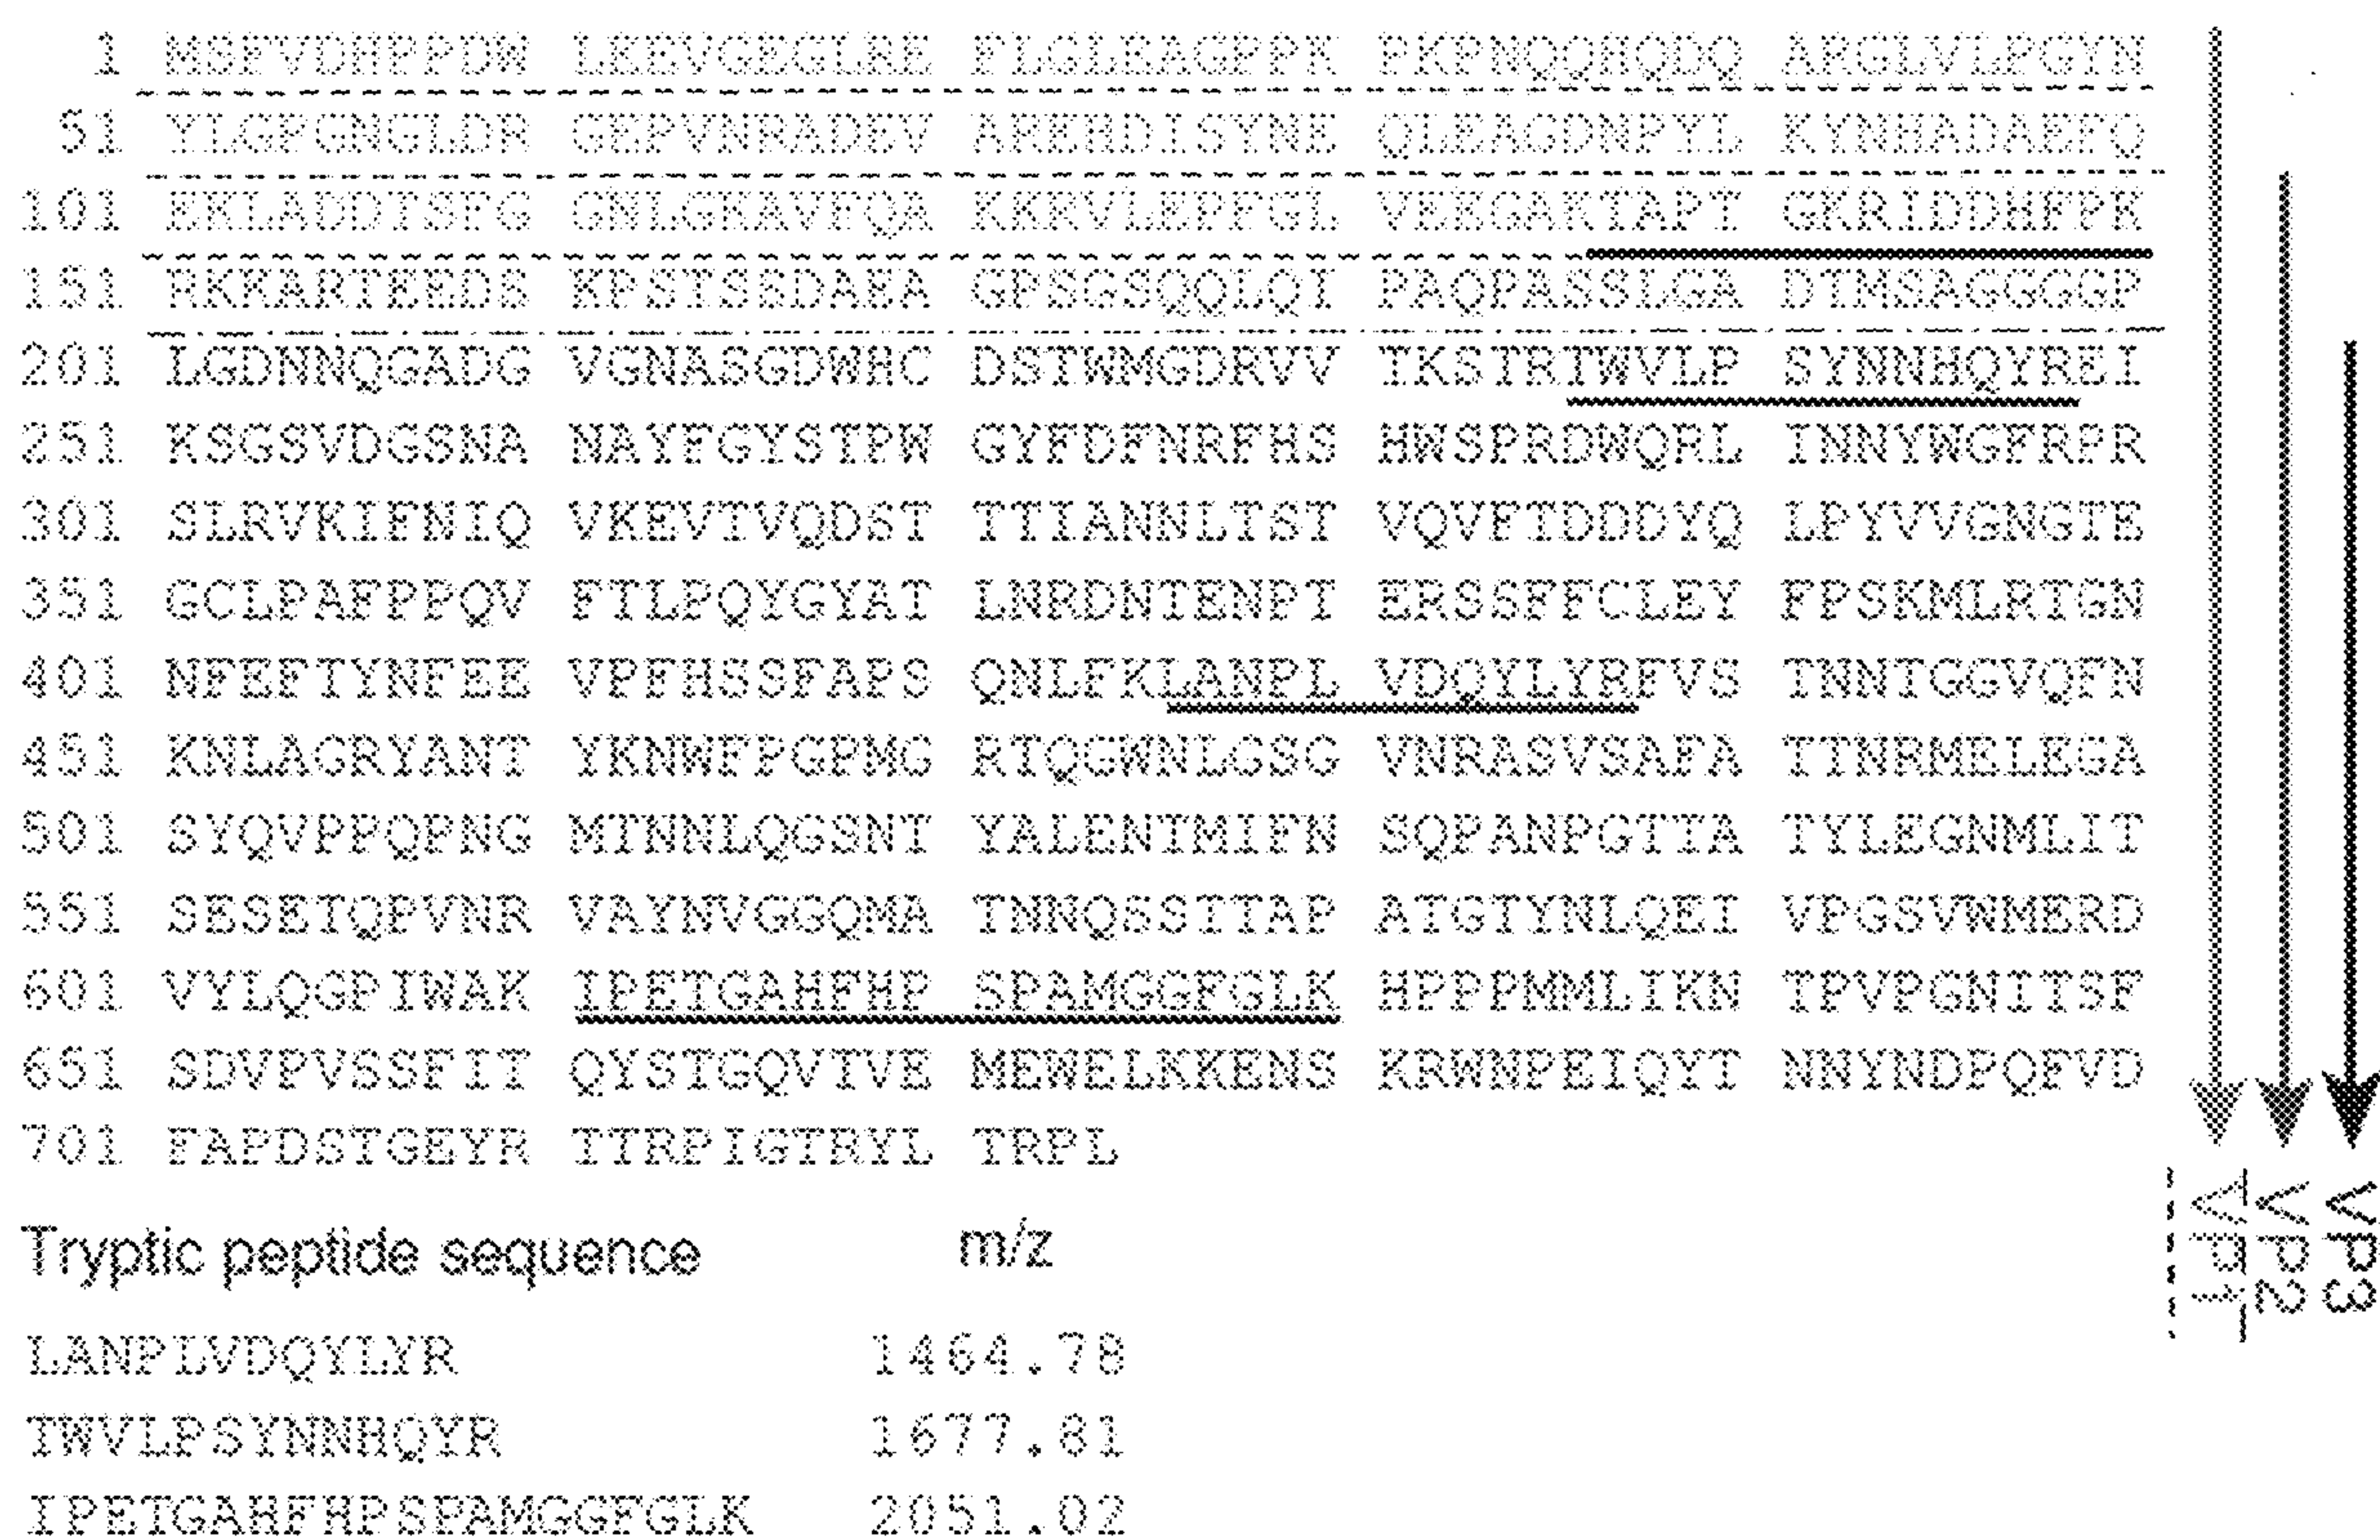 1 MSFVDHPPDW LKEVGEGLRE FLGLEAGPPK PKPNQQHQDQ ARGLVLPGYN
51 YLGPGNGLDR GEPVNRADEV AREHDISYNE QLEAGDNPYL KYNHADAEFQ
101 EKLADDTSFG GNLGKAVFQA KKRVLEPFGL VEEGAKTAPT GKRIDDHFPK
151 RKKARTEEDS KPSTSSDAEA GPSGSQQLQI PAQPASSLGA DTMSAGGGGP
201 LGDNNQGADG VGNASGDWHC DSTWMGDRVV TKSTRTWVLP SYNNHQYREI
251 KSGSVDGSNA NAYFGYSTPW GYFDFNRFHS HWSPRDWQRL INNYWGFRPR
301 SLRVKIFNIQ VKEVTVQDST TTIANNLTST VQVFTDDDYQ LPYVVGNGTE
351 GCLPAFPPQV FTLPQYGYAT LNRDNTENPT ERSSFFCLEY FPSKMLRTGN
401 NFEFTYNFEE VPFHSSFAPS QNLFKLANPL VDQYLYRFVS TNNTGGVQFN
451 KNLAGRYANT YKNWFPGPMG RTQGWNLGSG VNRASVSAFA TTNRMELEGA
501 SYQVPPQPNG MTNNLQGSNT YALENTMIFN SQPANPGTTA TYLEGNMLIT
551 SESETQPVNR VAYNVGGQMA TNNQSSTTAP ATGTYNLQEI VPGSVWMERD
601 VYLQGPIWAK IPETGAHFHP SPAMGGFGLK HPPPMMLIKN TPVPGNITSF
651 SDVPVSSFIT QYSTGQVTVE MEWELKKENS KRWNPEIQYT NNYNDPQFVD
701 FAPDSTGEYR TTRPIGTRYL TRPL
VP1
VP2
VP3
Tryptic peptide sequence m/z
LANPLVDQYLYR 1464.78
TWVLPSYNNHQYR 1677.81
IPETGAHFHPSPAMGGFGLK 2051.02